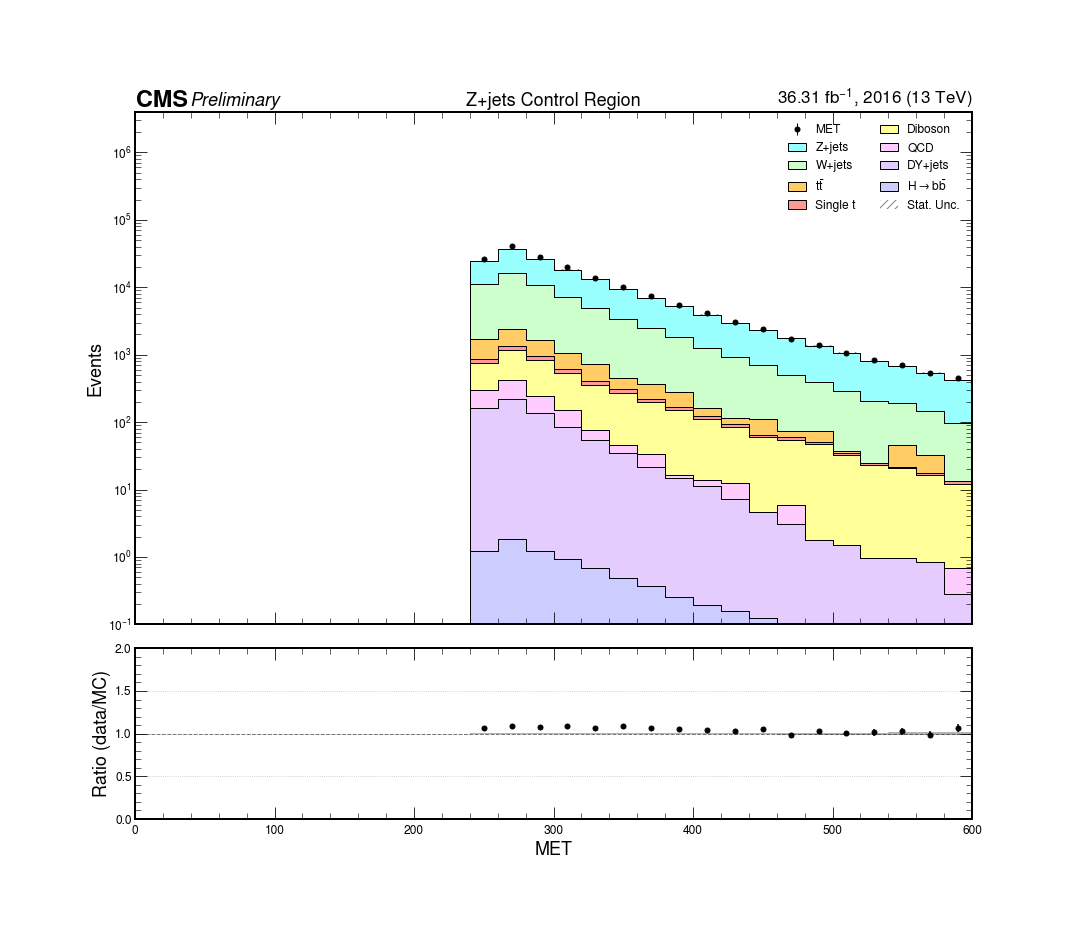 CMS Preliminary Z+jets Control Region 36.31 fb⁻¹, 2016 (13 TeV)
MET Diboson
Z+jets QCD
W+jets DY+jets
tt̄ H→bb̄
Single t Stat. Unc.
10⁶
10⁵
10⁴
10³
10²
10¹
10⁰
10⁻¹
Events
2.0
1.5
1.0
0.5
0.0
Ratio (data/MC)
0 100 200 300 400 500 600
MET